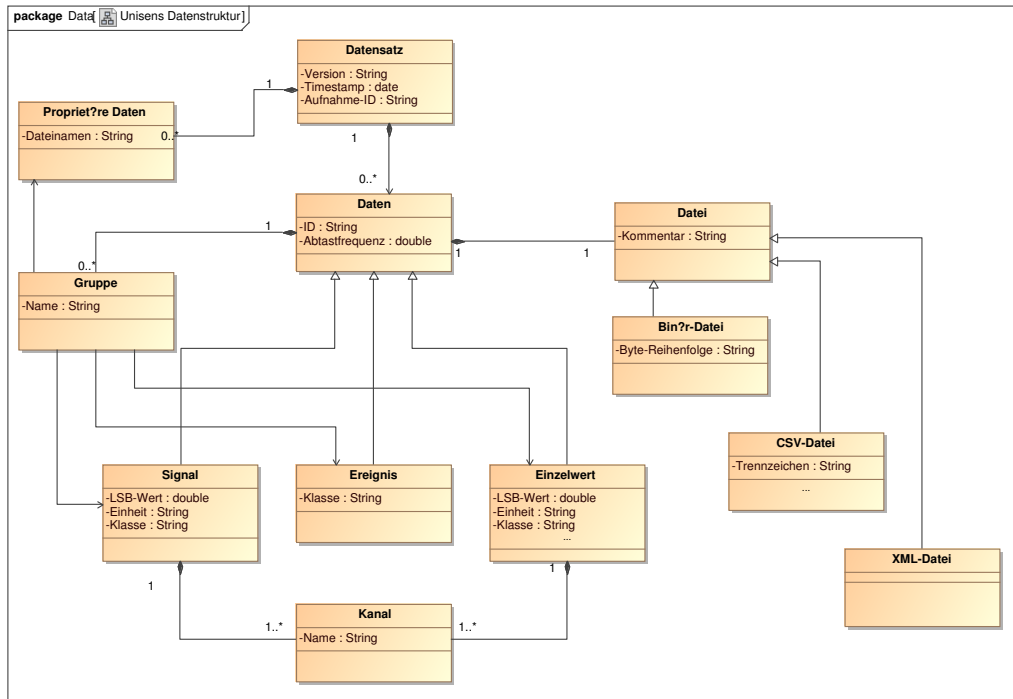 package Data[ Unisens Datenstruktur]
Datensatz
-Version : String
-Timestamp : date
-Aufnahme-ID : String
1
1
0..*
Propriet?re Daten
-Dateinamen : String
0..*
Daten
-ID : String
-Abtastfrequenz : double
1
0..*
1
1
Datei
-Kommentar : String
Gruppe
-Name : String
Bin?r-Datei
-Byte-Reihenfolge : String
CSV-Datei
-Trennzeichen : String
...
Signal
-LSB-Wert : double
-Einheit : String
-Klasse : String
Ereignis
-Klasse : String
Einzelwert
-LSB-Wert : double
-Einheit : String
-Klasse : String
...
XML-Datei
1
1
Kanal
-Name : String
1..*
1..*